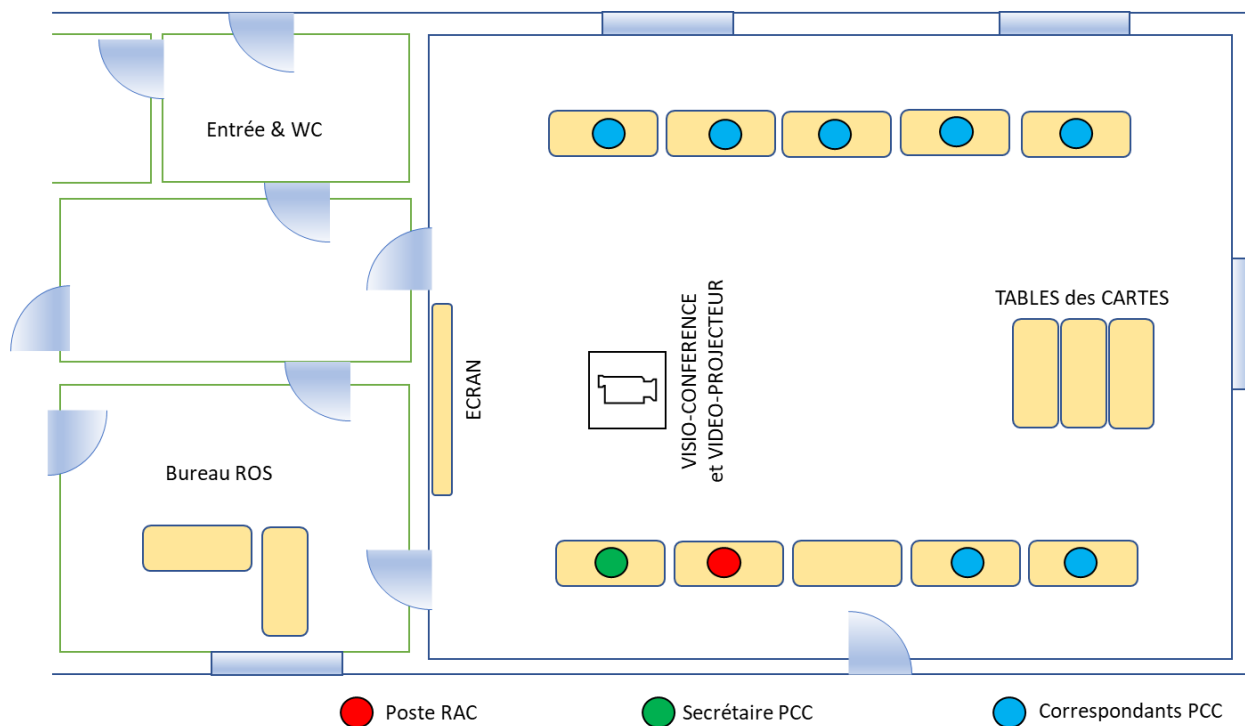 Entrée & WC
TABLES des CARTES
VISIO-CONFERENCE
et VIDEO-PROJECTEUR
ECRAN
Bureau ROS
Poste RAC
Secrétaire PCC
Correspondants PCC